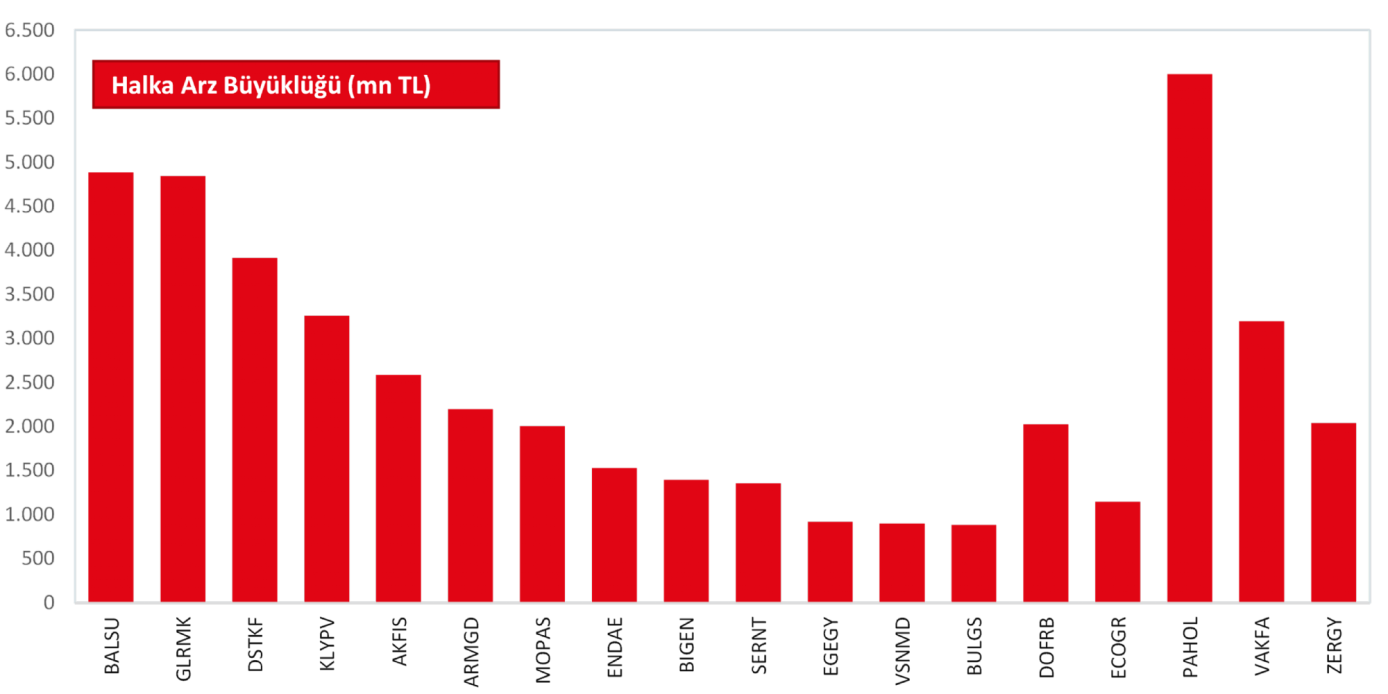 6.500
6.000
5.500
5.000
4.500
4.000
3.500
3.000
2.500
2.000
1.500
1.000
500
0
Halka Arz Büyüklüğü (mn TL)
BALSU
GLRMK
DSTKF
KLYPV
AKFIS
ARMGD
MOPAS
ENDAE
BIGEN
SERNT
EGEGY
VSNMD
BULGS
DOFRB
ECOGR
PAHOL
VAKFA
ZERGY